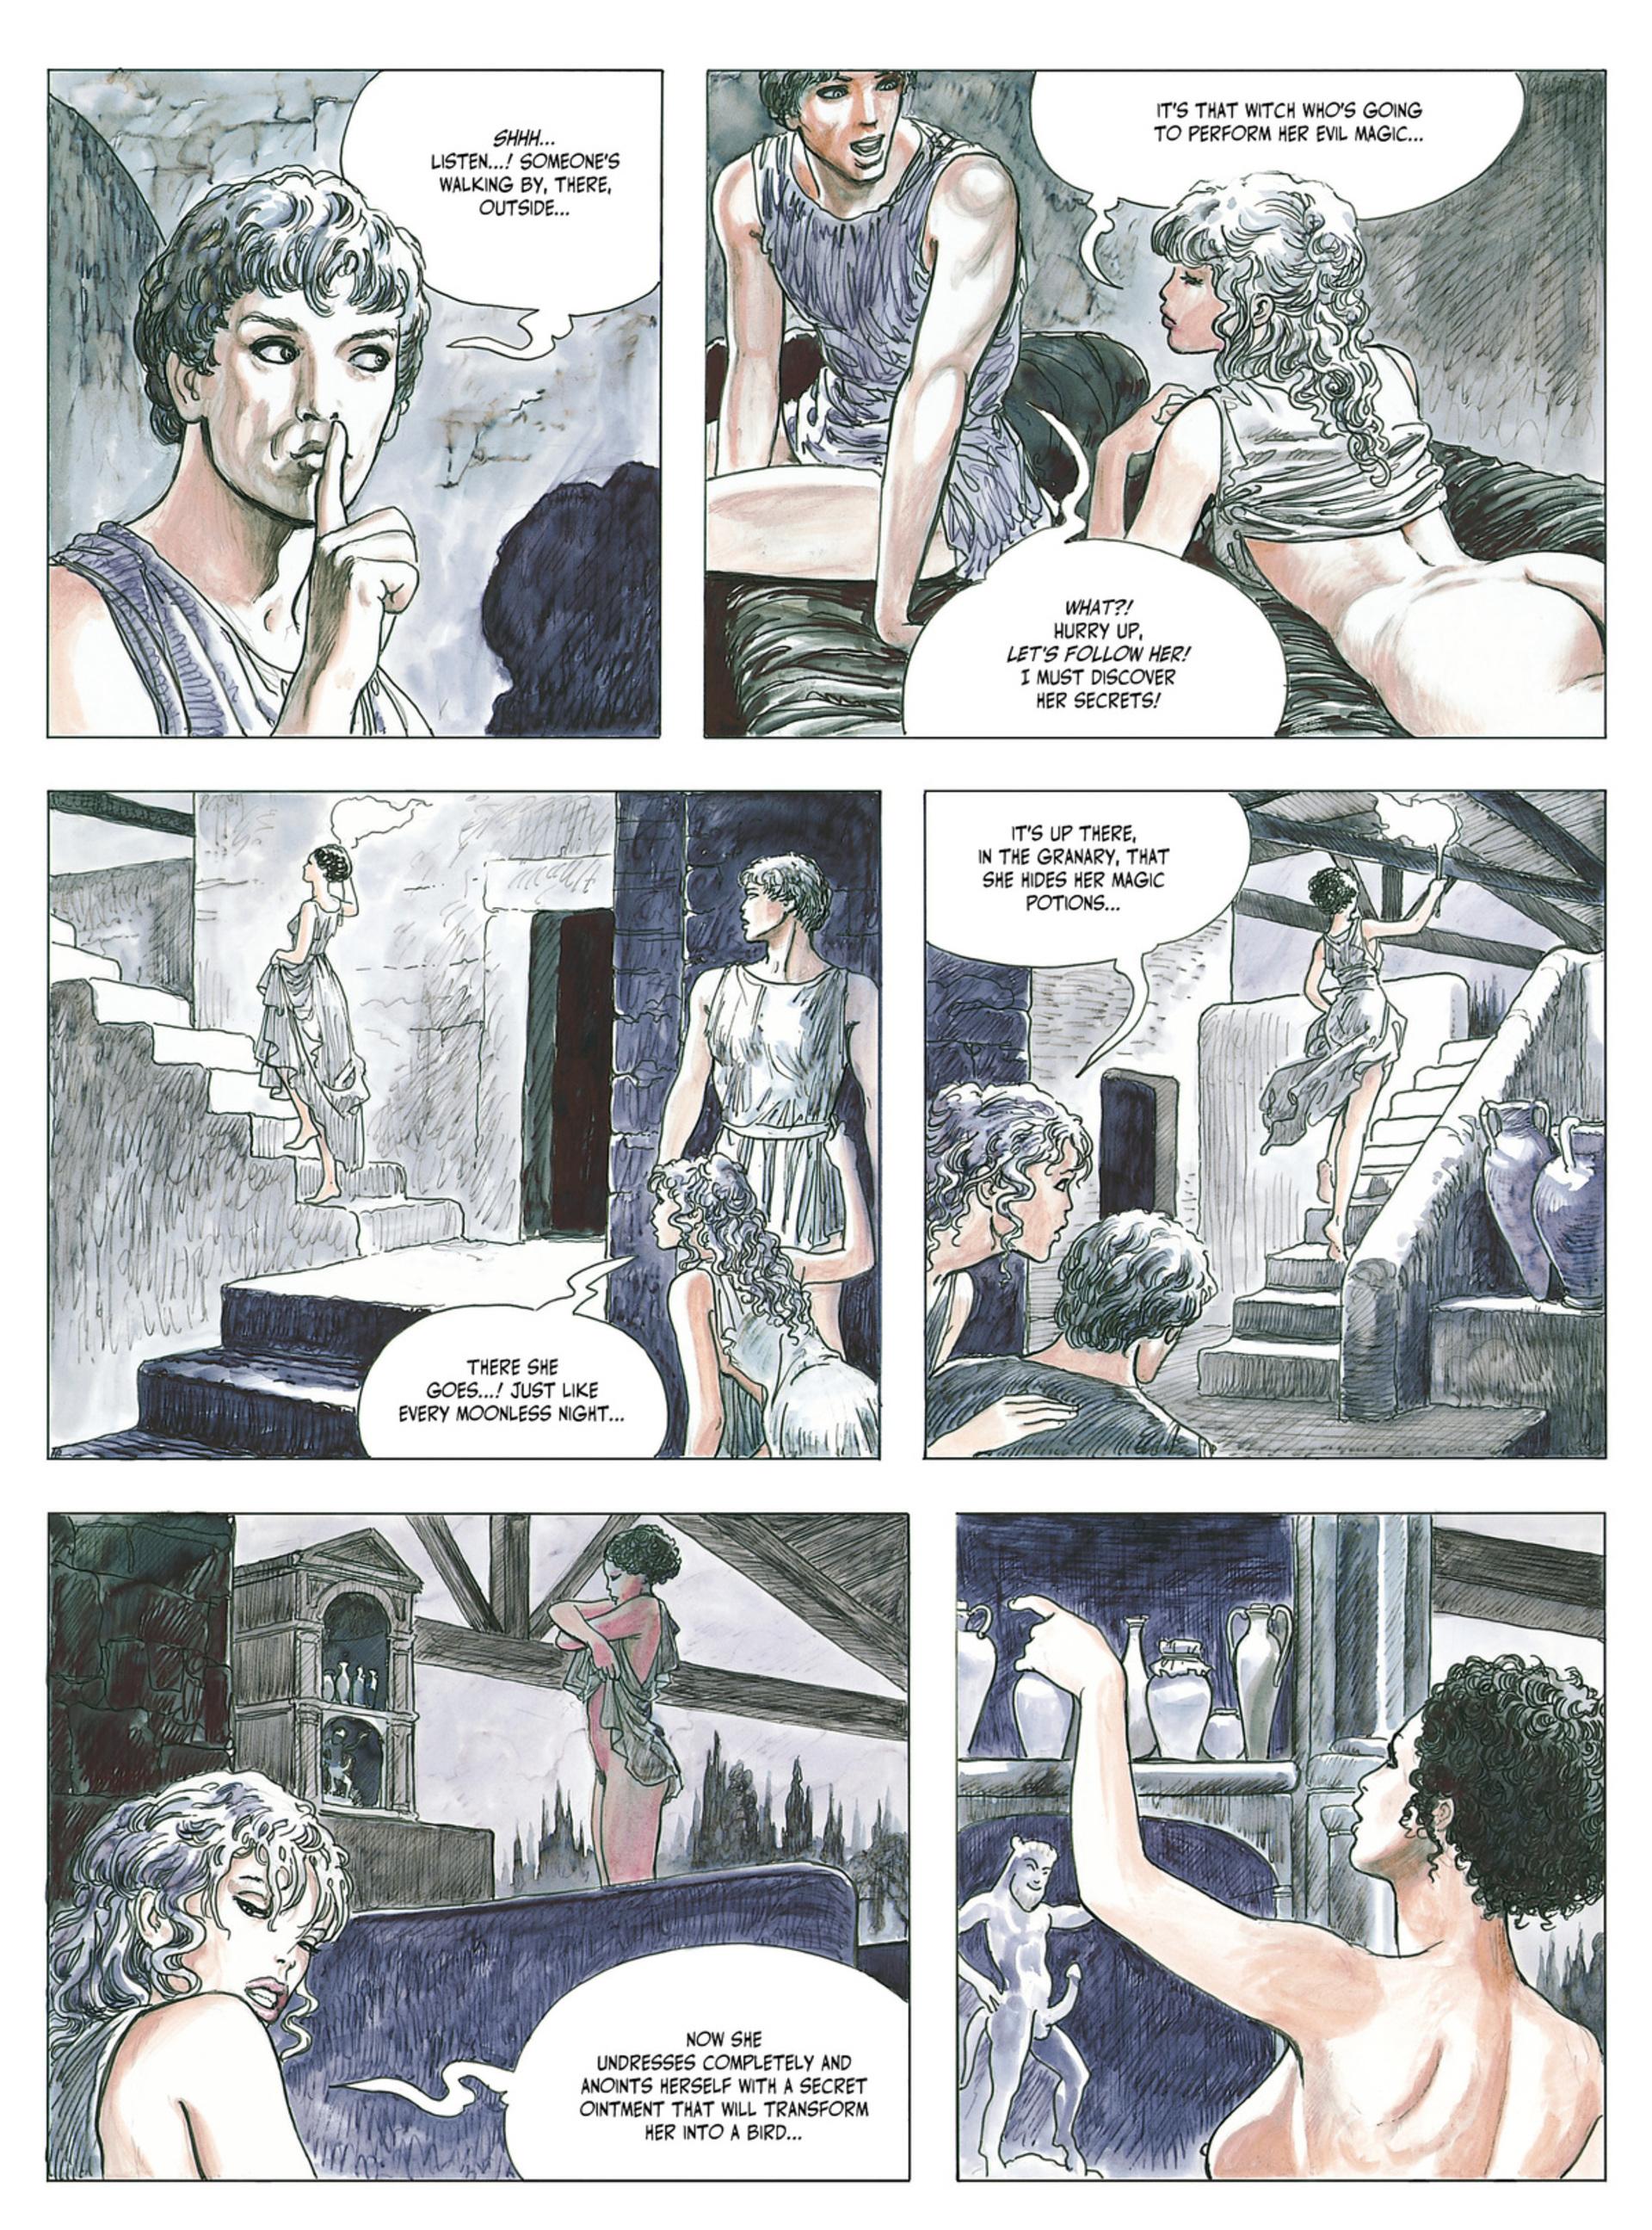 SHHH...
LISTEN...! SOMEONE'S
WALKING BY, THERE,
OUTSIDE...
IT'S THAT WITCH WHO'S GOING
TO PERFORM HER EVIL MAGIC...
WHAT?!
HURRY UP,
LET'S FOLLOW HER!
I MUST DISCOVER
HER SECRETS!
THERE SHE
GOES...! JUST LIKE
EVERY MOONLESS NIGHT...
IT'S UP THERE,
IN THE GRANARY, THAT
SHE HIDES HER MAGIC
POTIONS...
NOW SHE
UNDRESSES COMPLETELY AND
ANOINTS HERSELF WITH A SECRET
OINTMENT THAT WILL TRANSFORM
HER INTO A BIRD...